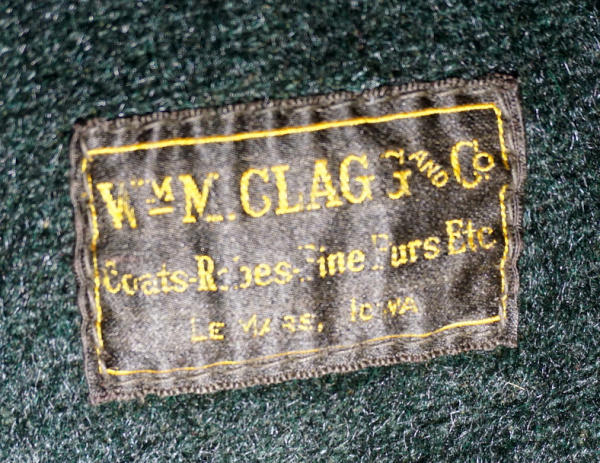 WM M. CLAGG AND CO.
Coats-Robes-Fine Furs Etc
LE MARS, IOWA